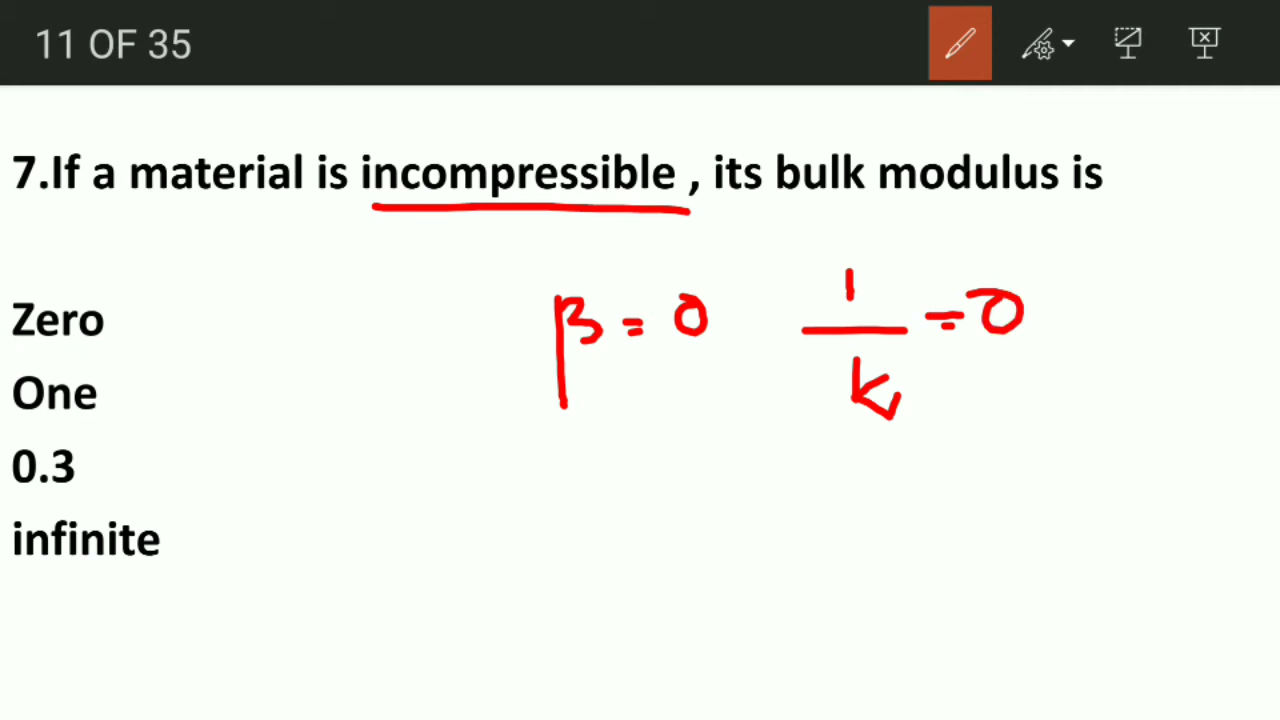 11 OF 35
7.If a material is incompressible , its bulk modulus is
β = 0 1/k = 0
Zero
One
0.3
infinite